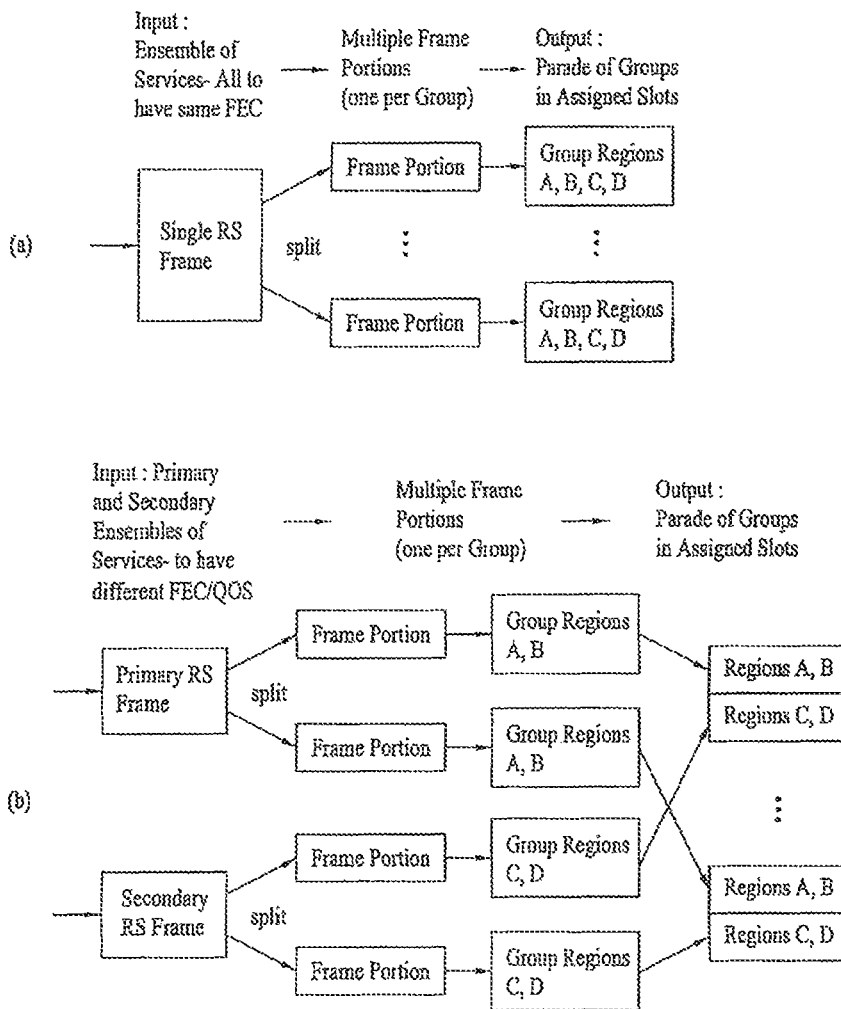 Input :
Ensemble of
Services- All to
have same FEC
Multiple Frame
Portions
(one per Group)
Output :
Parade of Groups
in Assigned Slots
(a)
Single RS
Frame
split
Frame Portion
Group Regions
A, B, C, D
Frame Portion
Group Regions
A, B, C, D
Input : Primary
and Secondary
Ensembles of
Services- to have
different FEC/QOS
Multiple Frame
Portions
(one per Group)
Output :
Parade of Groups
in Assigned Slots
(b)
Primary RS
Frame
split
Frame Portion
Group Regions
A, B
Frame Portion
Group Regions
A, B
Secondary
RS Frame
split
Frame Portion
Group Regions
C, D
Frame Portion
Group Regions
C, D
Regions A, B
Regions C, D
Regions A, B
Regions C, D